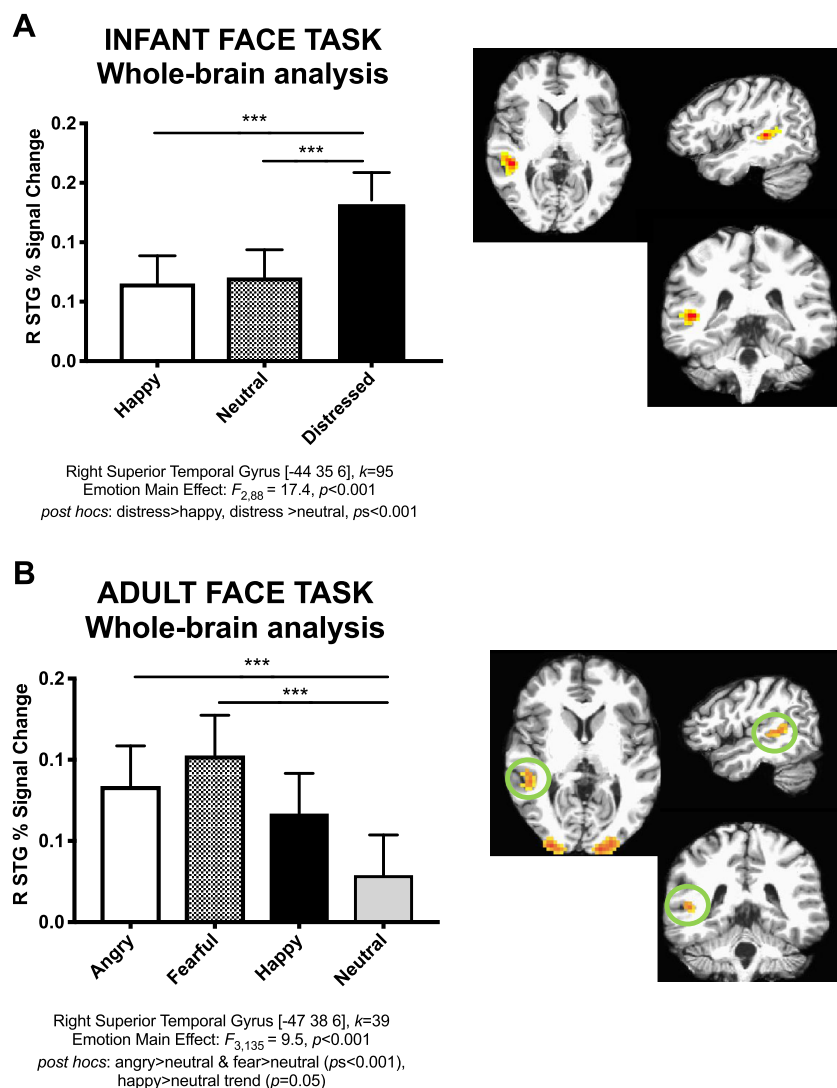 A
INFANT FACE TASK
Whole-brain analysis
R STG % Signal Change
0.2
0.2
0.1
0.1
0.0
***
***
Happy
Neutral
Distressed
Right Superior Temporal Gyrus [-44 35 6], k=95
Emotion Main Effect: F2,88 = 17.4, p<0.001
post hocs: distress>happy, distress >neutral, ps<0.001
B
ADULT FACE TASK
Whole-brain analysis
R STG % Signal Change
0.2
0.1
0.1
0.0
***
***
Angry
Fearful
Happy
Neutral
Right Superior Temporal Gyrus [-47 38 6], k=39
Emotion Main Effect: F3,135 = 9.5, p<0.001
post hocs: angry>neutral & fear>neutral (ps<0.001),
happy>neutral trend (p=0.05)